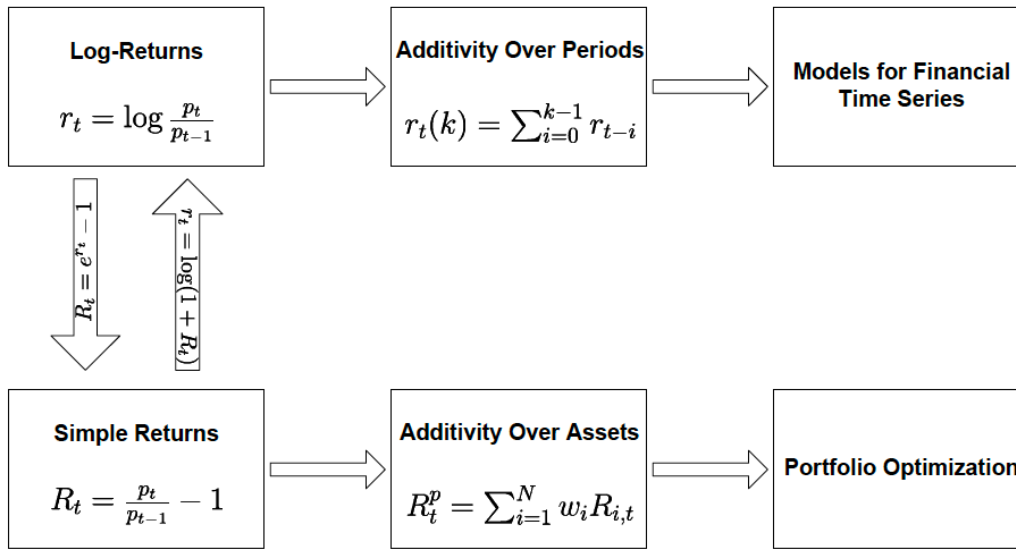 Log-Returns
r_t = log p_t/p_{t-1}
Additivity Over Periods
r_t(k) = ∑_{i=0}^{k-1} r_{t-i}
Models for Financial
Time Series
R_t = e^{r_t} - 1
r_t = log(1 + R_t)
Simple Returns
R_t = p_t/p_{t-1} - 1
Additivity Over Assets
R_t^p = ∑_{i=1}^{N} w_i R_{i,t}
Portfolio Optimization